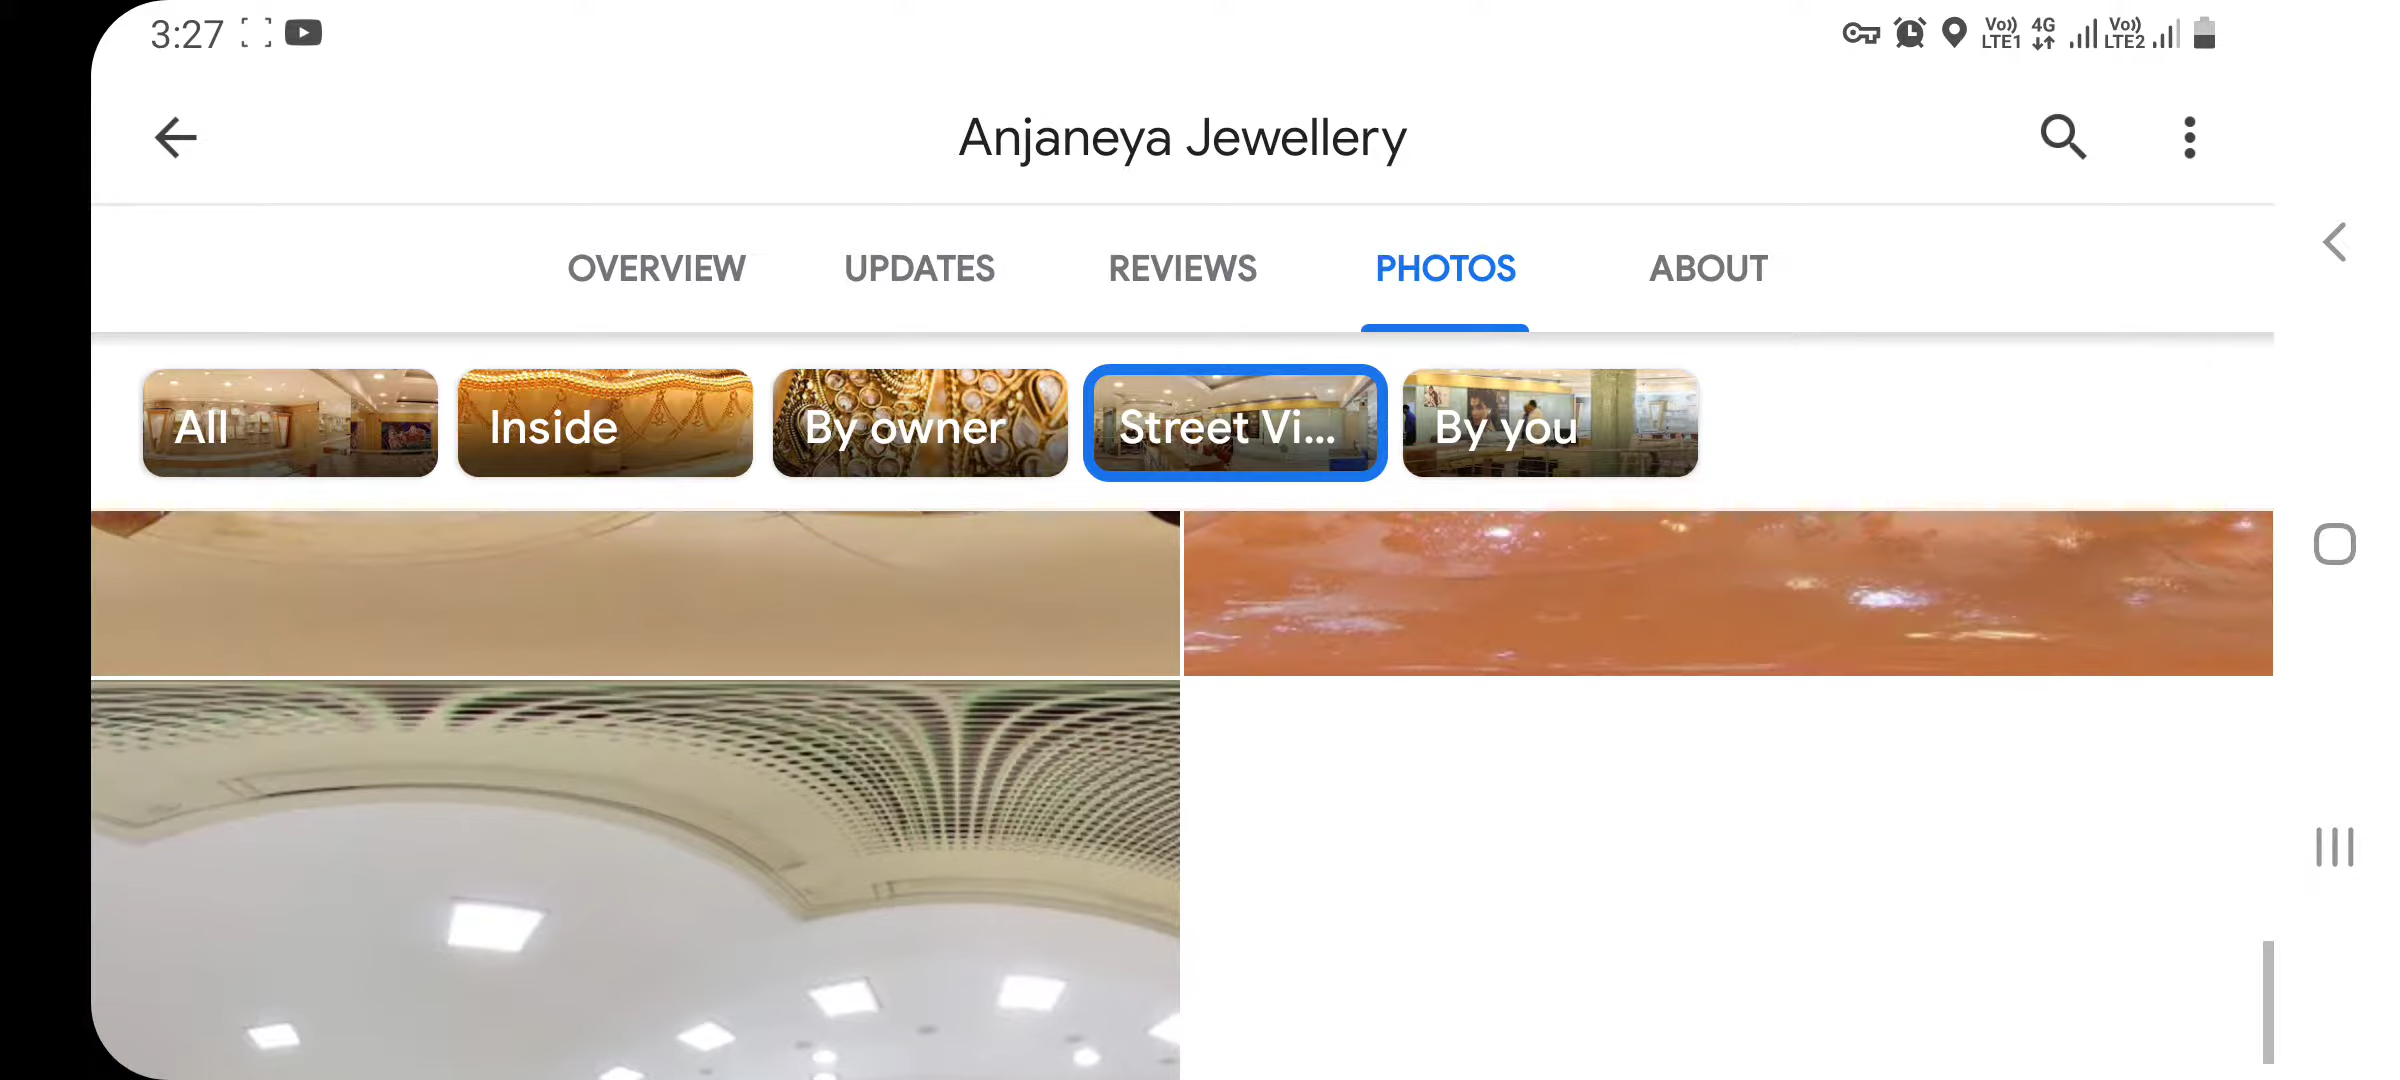 3:27 Vo)) LTE1 4G Vo)) LTE2
Anjaneya Jewellery
OVERVIEW UPDATES REVIEWS PHOTOS ABOUT
All Inside By owner Street Vi... By you